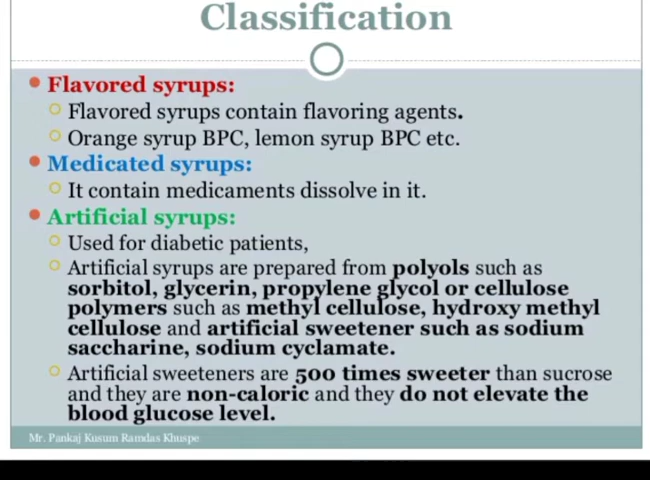 Classification
Flavored syrups:
Flavored syrups contain flavoring agents.
Orange syrup BPC, lemon syrup BPC etc.
Medicated syrups:
It contain medicaments dissolve in it.
Artificial syrups:
Used for diabetic patients,
Artificial syrups are prepared from polyols such as
sorbitol, glycerin, propylene glycol or cellulose
polymers such as methyl cellulose, hydroxy methyl
cellulose and artificial sweetener such as sodium
saccharine, sodium cyclamate.
Artificial sweeteners are 500 times sweeter than sucrose
and they are non-caloric and they do not elevate the
blood glucose level.
Mr. Pankaj Kusum Ramdas Khuspe